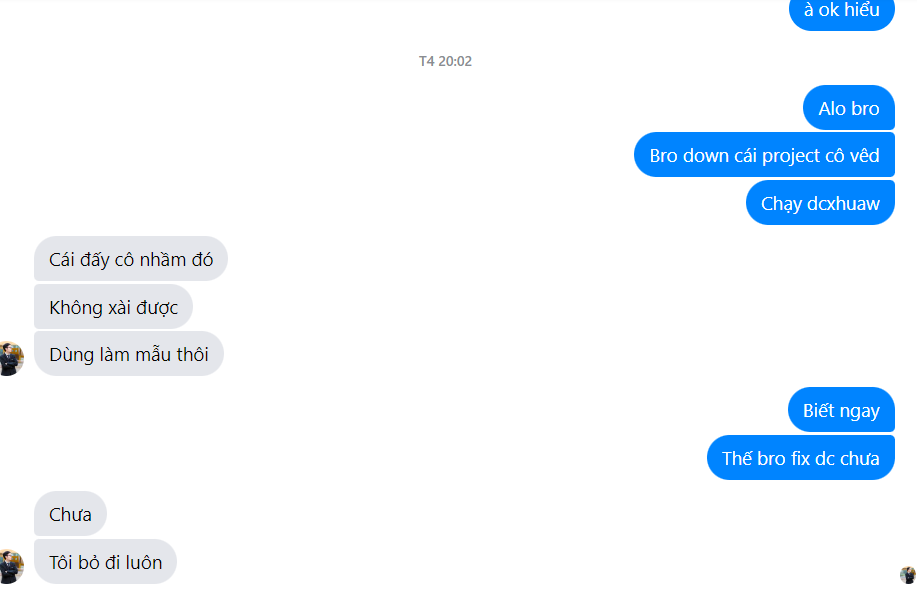 à ok hiểu
T4 20:02
Alo bro
Bro down cái project cô vêd
Chạy dcxhuaw
Cái đấy cô nhầm đó
Không xài được
Dùng làm mẫu thôi
Biết ngay
Thế bro fix dc chưa
Chưa
Tôi bỏ đi luôn